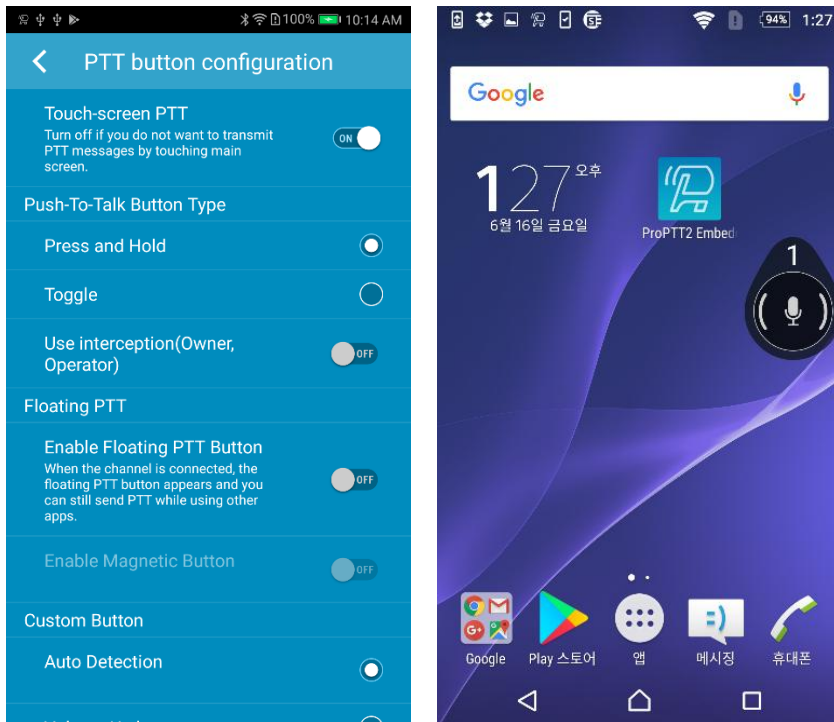 100% 10:14 AM
PTT button configuration
Touch-screen PTT
ON
Turn off if you do not want to transmit
PTT messages by touching main
screen.
Push-To-Talk Button Type
Press and Hold
Toggle
Use interception(Owner,
Operator)
OFF
Floating PTT
Enable Floating PTT Button
When the channel is connected, the
floating PTT button appears and you
can still send PTT while using other
apps.
OFF
Enable Magnetic Button
OFF
Custom Button
Auto Detection
94% 1:27
Google
127 오후
6월 16일 금요일
ProPTT2 Embed
1
Google
Play 스토어
앱
메시징
휴대폰